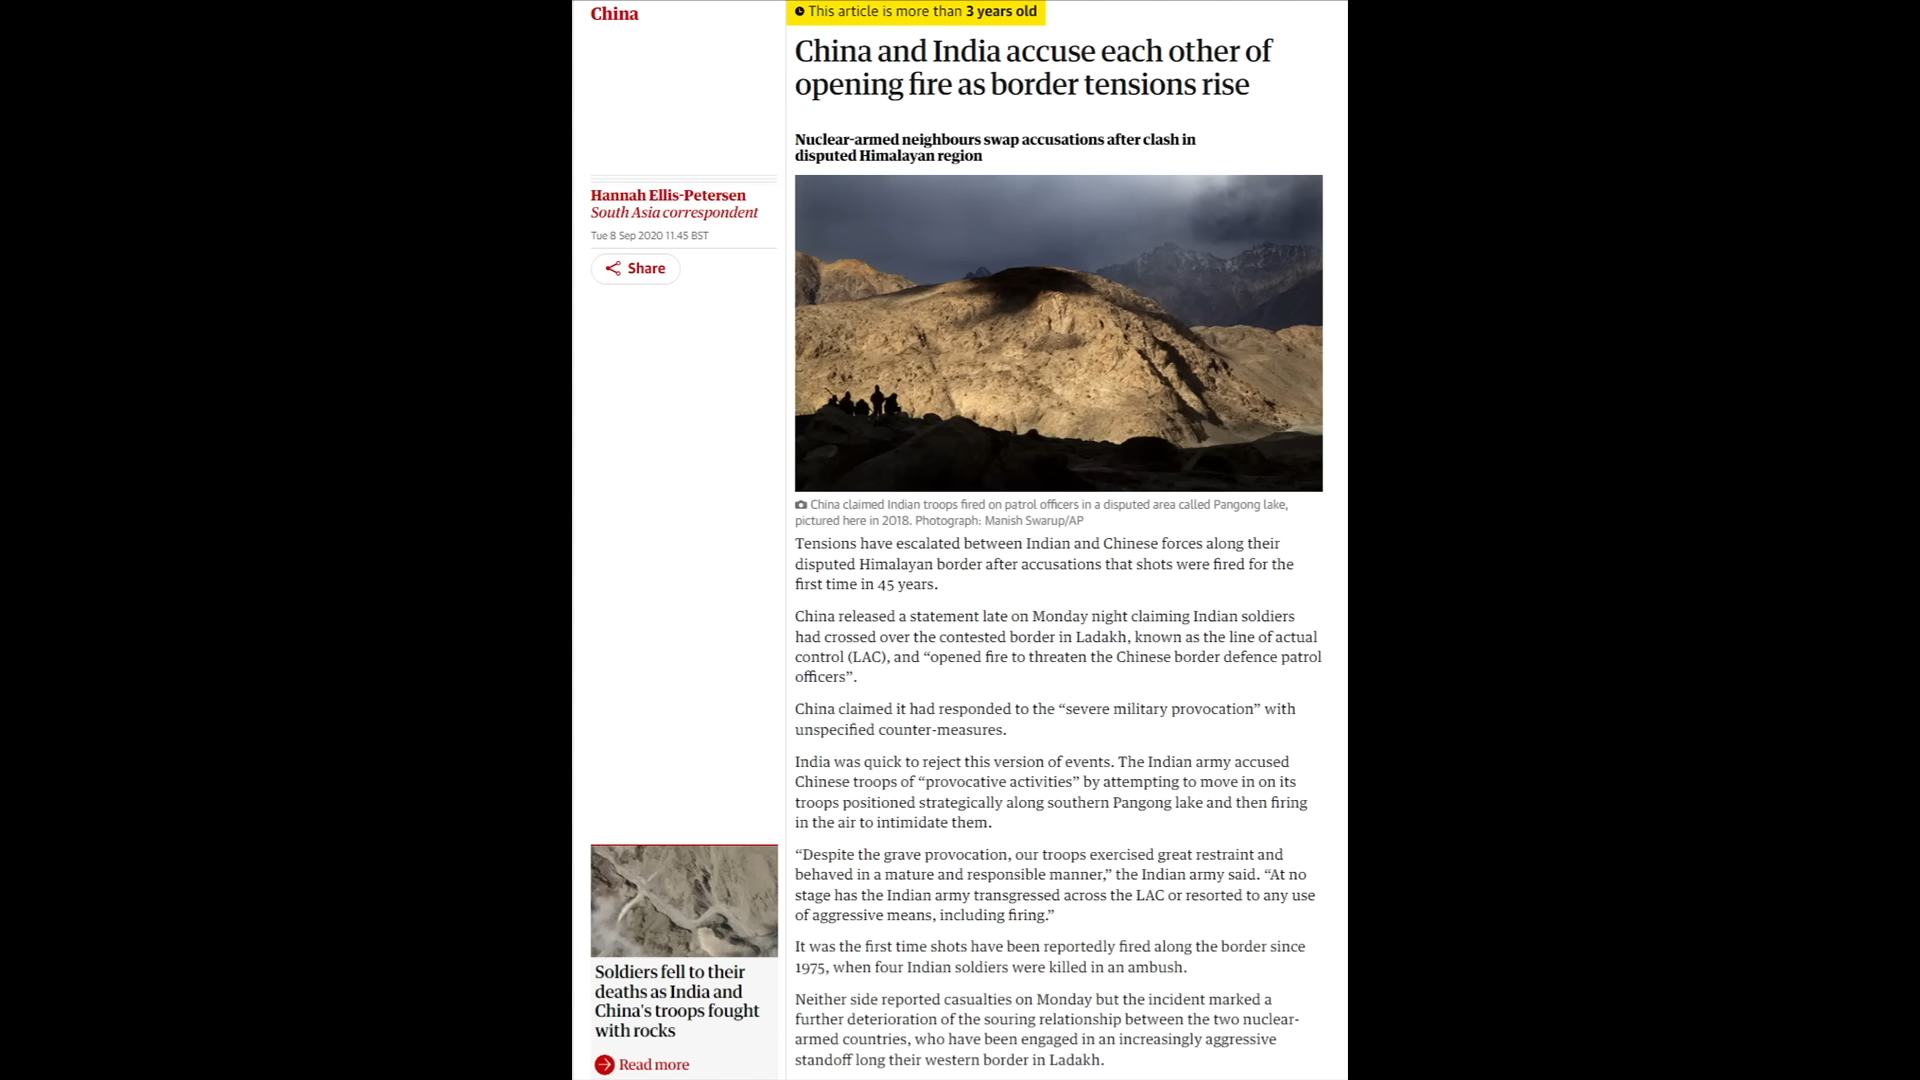 China
This article is more than 3 years old
China and India accuse each other of
opening fire as border tensions rise
Nuclear-armed neighbours swap accusations after clash in
disputed Himalayan region
Hannah Ellis-Petersen
South Asia correspondent
Tue 8 Sep 2020 11.45 BST
Share
China claimed Indian troops fired on patrol officers in a disputed area called Pangong lake,
pictured here in 2018. Photograph: Manish Swarup/AP
Tensions have escalated between Indian and Chinese forces along their
disputed Himalayan border after accusations that shots were fired for the
first time in 45 years.
China released a statement late on Monday night claiming Indian soldiers
had crossed over the contested border in Ladakh, known as the line of actual
control (LAC), and “opened fire to threaten the Chinese border defence patrol
officers”.
China claimed it had responded to the “severe military provocation” with
unspecified counter-measures.
India was quick to reject this version of events. The Indian army accused
Chinese troops of “provocative activities” by attempting to move in on its
troops positioned strategically along southern Pangong lake and then firing
in the air to intimidate them.
“Despite the grave provocation, our troops exercised great restraint and
behaved in a mature and responsible manner,” the Indian army said. “At no
stage has the Indian army transgressed across the LAC or resorted to any use
of aggressive means, including firing.”
It was the first time shots have been reportedly fired along the border since
1975, when four Indian soldiers were killed in an ambush.
Neither side reported casualties on Monday but the incident marked a
further deterioration of the souring relationship between the two nuclear-
armed countries, who have been engaged in an increasingly aggressive
standoff long their western border in Ladakh.
Soldiers fell to their
deaths as India and
China's troops fought
with rocks
Read more